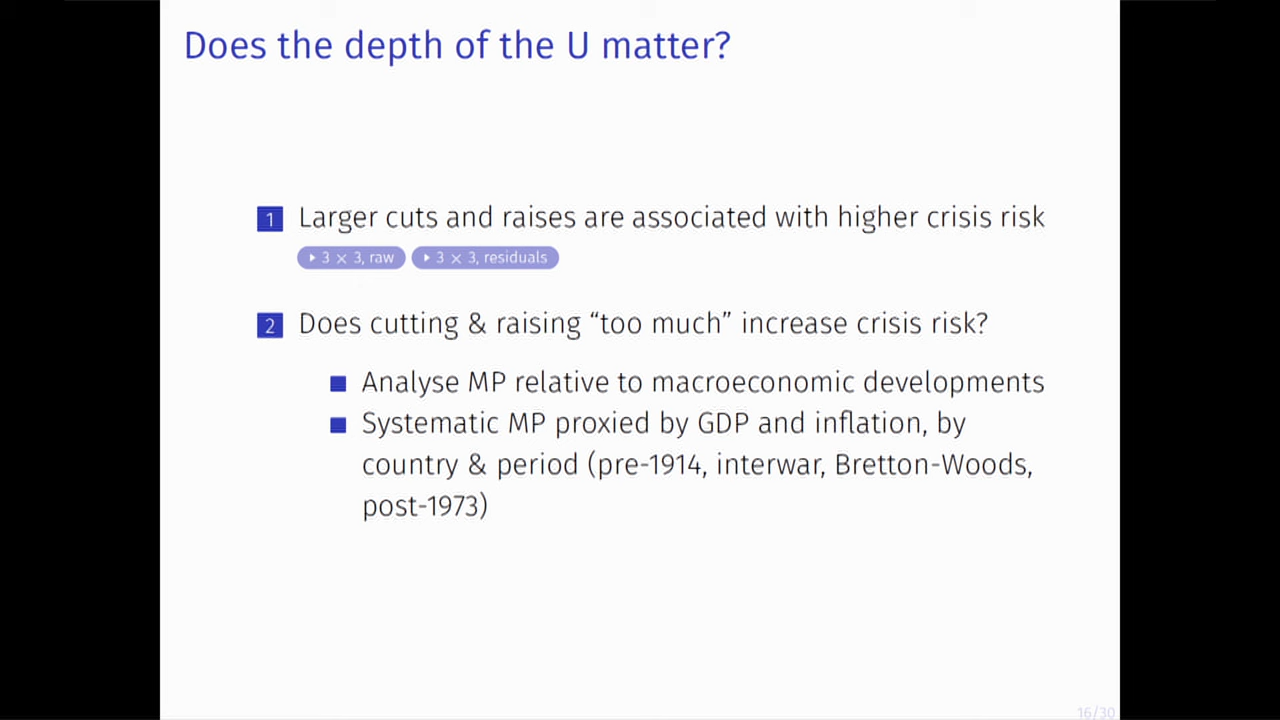 Does the depth of the U matter?
1 Larger cuts and raises are associated with higher crisis risk
3 × 3, raw 3 × 3, residuals
2 Does cutting & raising “too much” increase crisis risk?
Analyse MP relative to macroeconomic developments
Systematic MP proxied by GDP and inflation, by
country & period (pre-1914, interwar, Bretton-Woods,
post-1973)
16/30